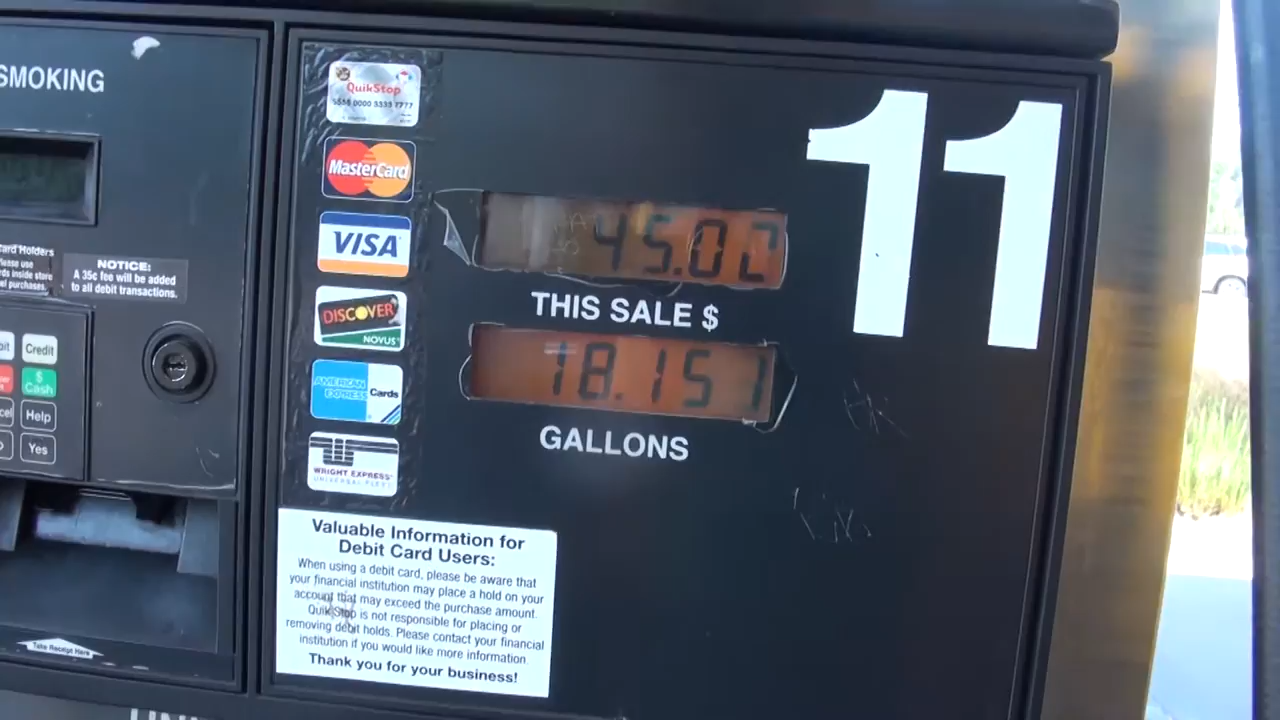 SMOKING
Card Holders
NOTICE:
A 35¢ fee will be added
to all debit transactions.
Credit
$
Cash
Help
Yes
Take Receipt Here
QuikStop
MasterCard
VISA
DISCOVER
NOVUS
AMERICAN
EXPRESS
Cards
WRIGHT EXPRESS
UNIVERSAL FLEET
THIS SALE $
18.157
GALLONS
11
Valuable Information for
Debit Card Users:
When using a debit card, please be aware that
your financial institution may place a hold on your
account that may exceed the purchase amount.
QuikStop is not responsible for placing or
removing debit holds. Please contact your financial
institution if you would like more information.
Thank you for your business!